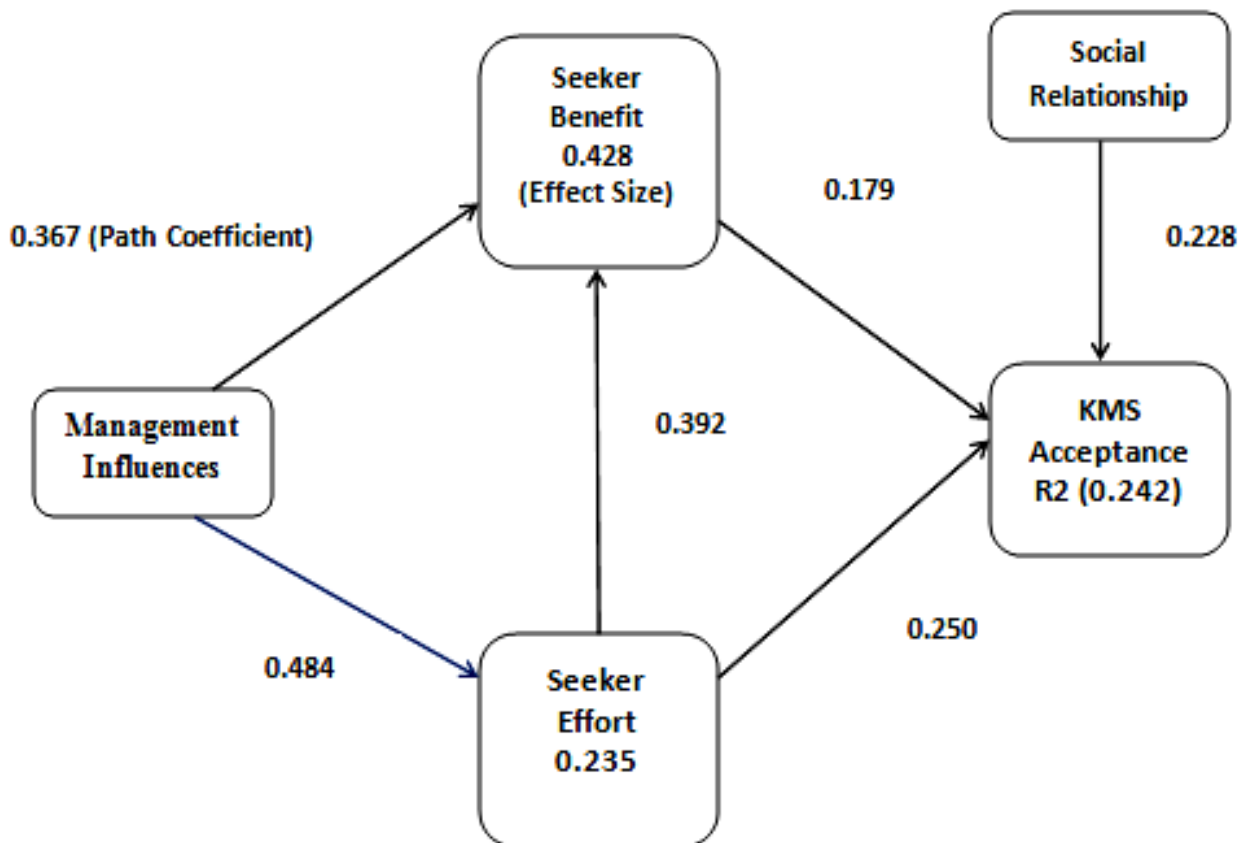 Social
Relationship
Seeker
Benefit
0.428
(Effect Size)
0.179
0.228
0.367 (Path Coefficient)
Management
Influences
0.392
KMS
Acceptance
R2 (0.242)
0.484
0.250
Seeker
Effort
0.235